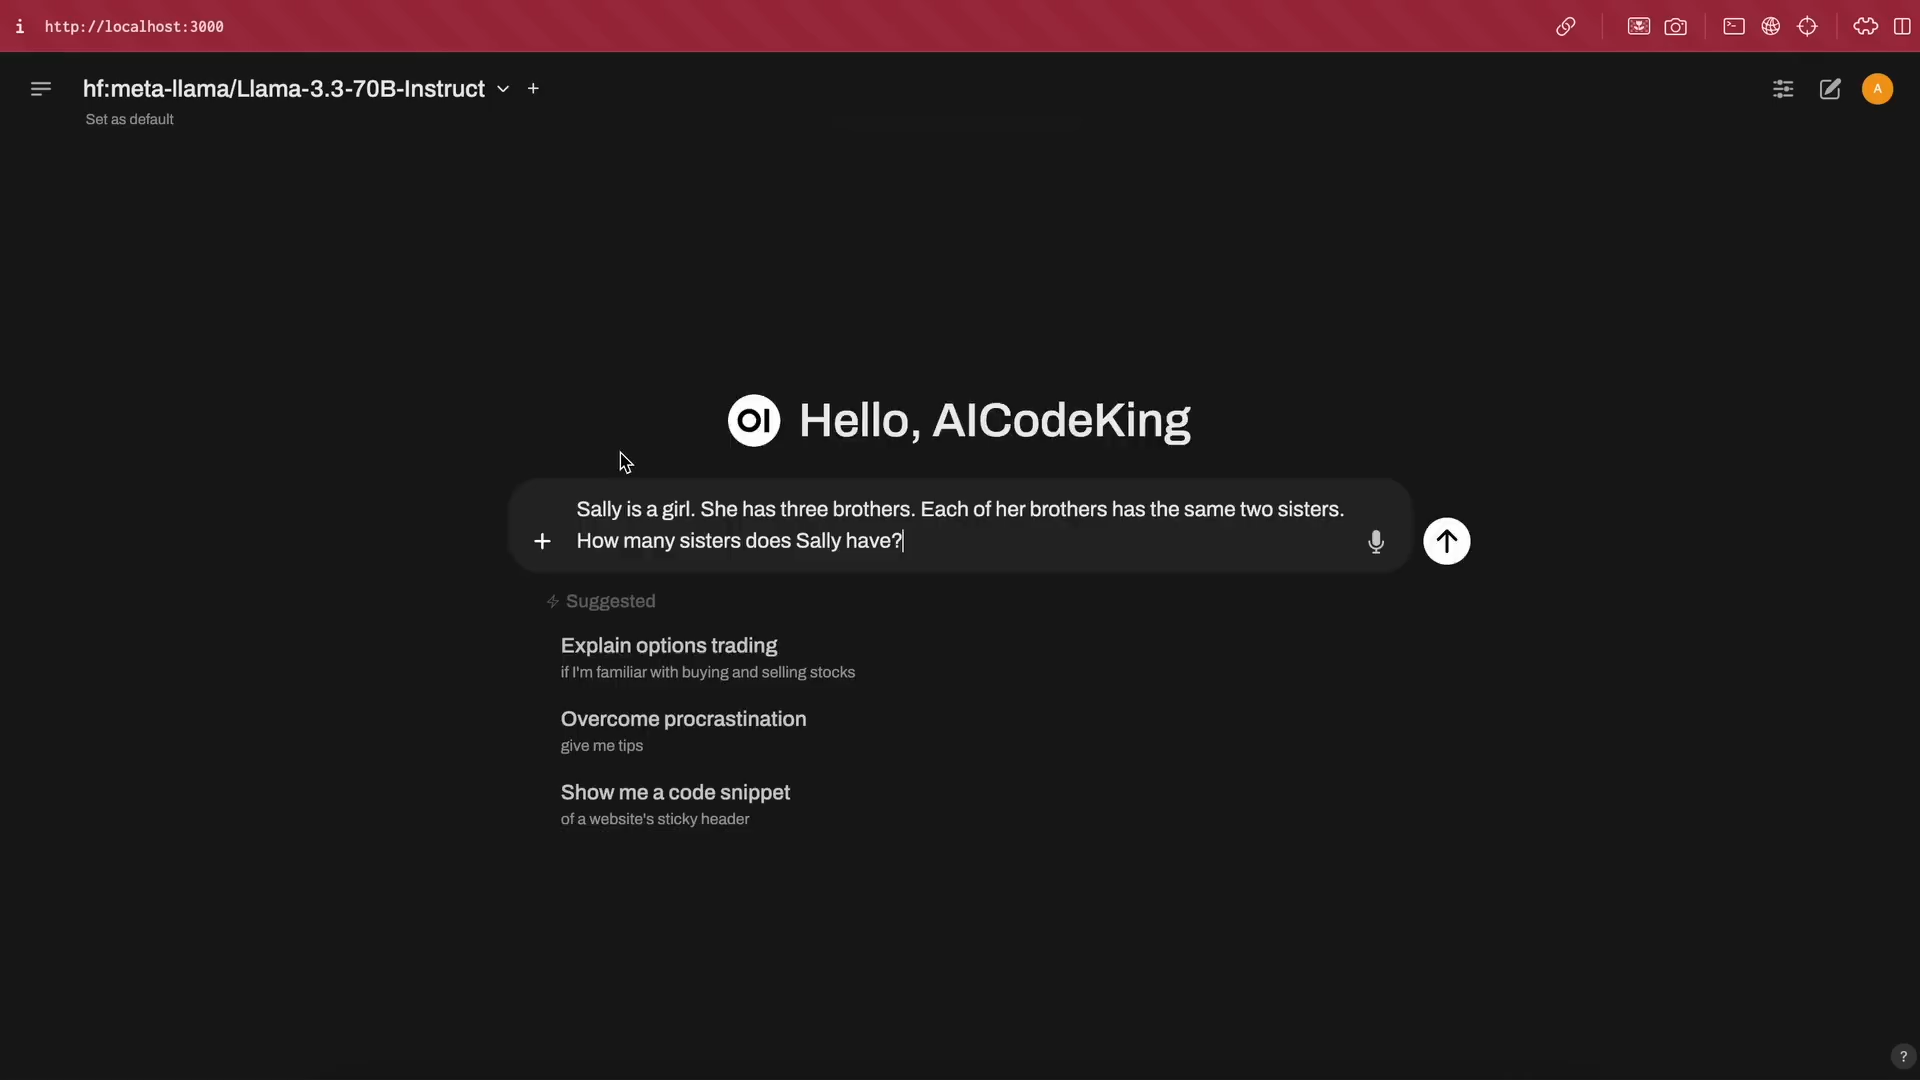 i http://localhost:3000
hf:meta-llama/Llama-3.3-70B-Instruct
Set as default
A
OI Hello, AICodeKing
Sally is a girl. She has three brothers. Each of her brothers has the same two sisters.
How many sisters does Sally have?
Suggested
Explain options trading
if I'm familiar with buying and selling stocks
Overcome procrastination
give me tips
Show me a code snippet
of a website's sticky header
?